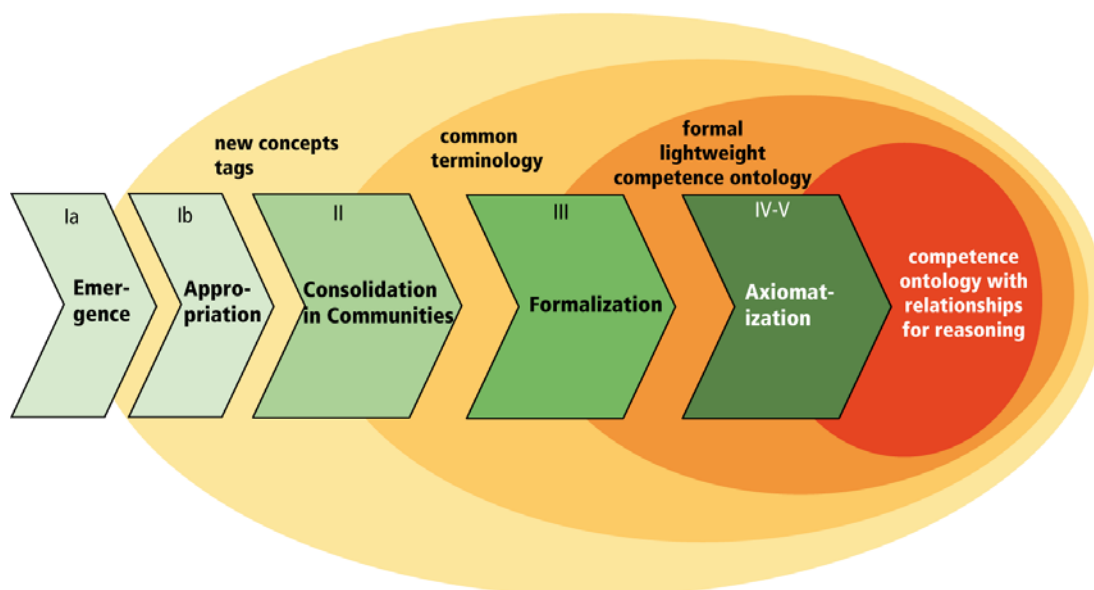 new concepts
tags
common
terminology
formal
lightweight
competence ontology
Ia
Emer-
gence
Ib
Appro-
priation
II
Consolidation
in Communities
III
Formalization
IV-V
Axiomat-
ization
competence
ontology with
relationships
for reasoning